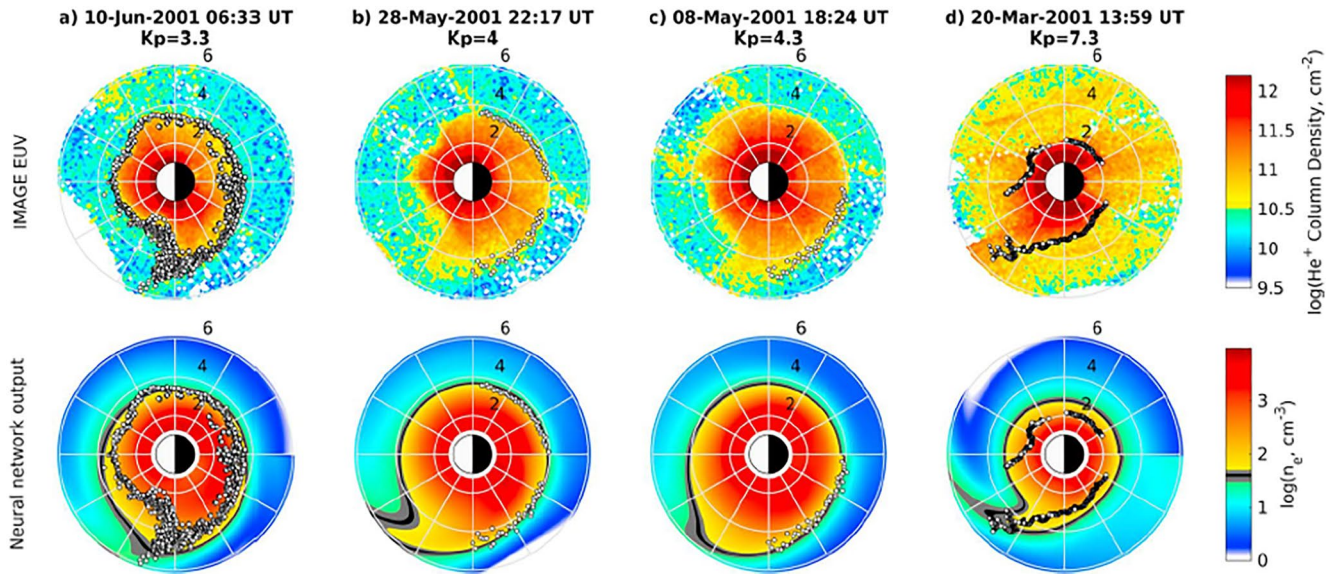 a) 10-Jun-2001 06:33 UT
Kp=3.3
b) 28-May-2001 22:17 UT
Kp=4
c) 08-May-2001 18:24 UT
Kp=4.3
d) 20-Mar-2001 13:59 UT
Kp=7.3
IMAGE EUV
6
4
2
6
4
2
6
4
2
6
4
2
12
11.5
11
10.5
10
9.5
log(He+ Column Density, cm-2)
Neural network output
6
4
2
6
4
2
6
4
2
6
4
2
3
2
1
0
log(ne, cm-3)